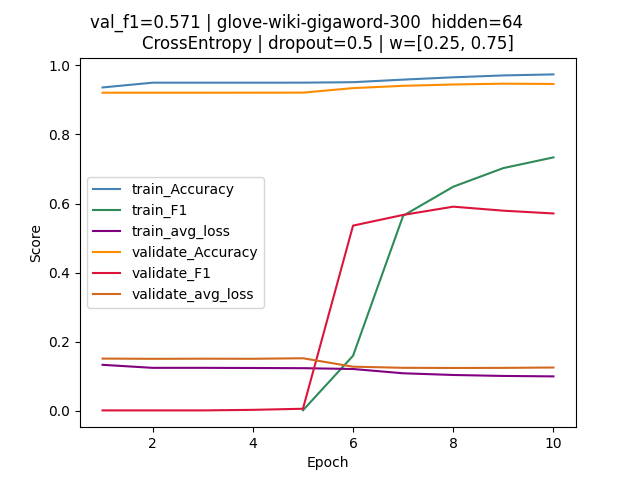 val_f1=0.571 | glove-wiki-gigaword-300  hidden=64
CrossEntropy | dropout=0.5 | w=[0.25, 0.75]
1.0
0.8
0.6
0.4
0.2
0.0
Score
train_Accuracy
train_F1
train_avg_loss
validate_Accuracy
validate_F1
validate_avg_loss
2 4 6 8 10
Epoch